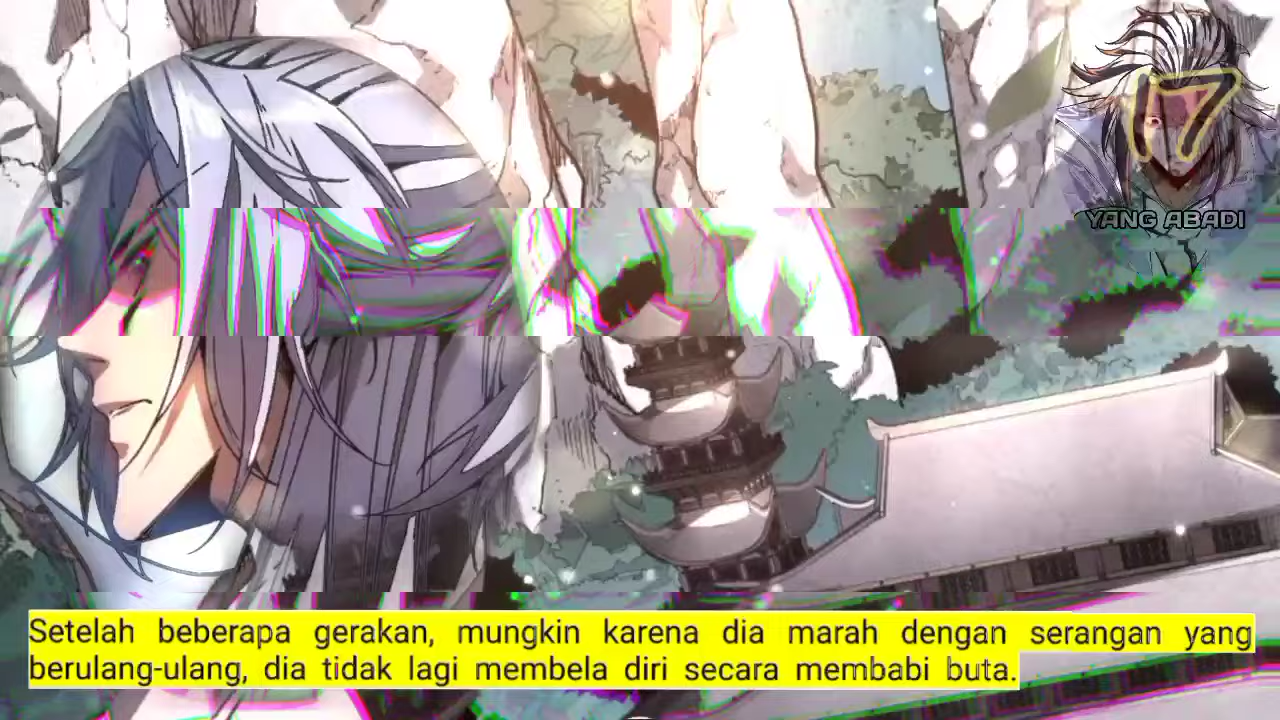 17
YANG ABADI
Setelah beberapa gerakan, mungkin karena dia marah dengan serangan yang
berulang-ulang, dia tidak lagi membela diri secara membabi buta.